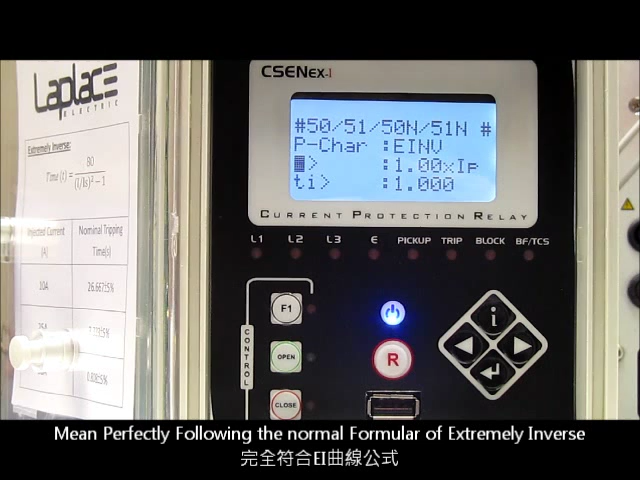 Laplace
ELECTRIC
Extremely Inverse:
Time (t) = 80
(I/Is)² − 1
Injected Current
(A)
Nominal Tripping
Time(s)
10A
26.667±5%
CSENEX-I
#50/51/50N/51N #
P-Char :EINV
> :1.00xIp
ti> :1.000
CURRENT PROTECTION RELAY
L1 L2 L3 E PICKUP TRIP BLOCK BF/TCS
CONTROL
F1
OPEN
CLOSE
R
i
Mean Perfectly Following the normal Formular of Extremely Inverse
完全符合EI曲線公式